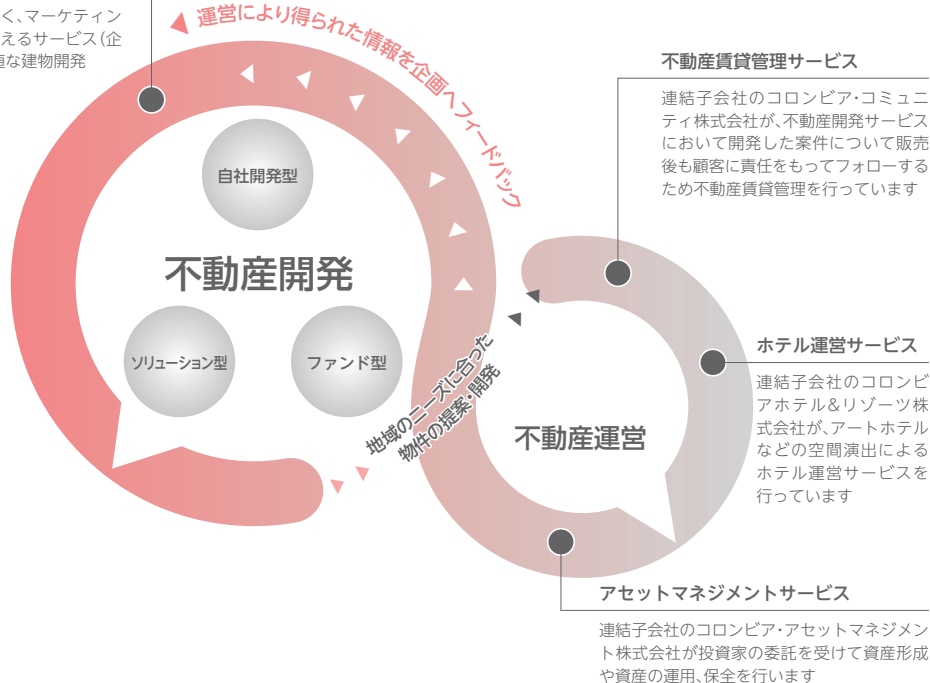 く、マーケティン
えるサービス(企
な建物開発
運営により得られた情報を企画へフィードバック
自社開発型
不動産開発
ソリューション型
ファンド型
地域のニーズに合った
物件の提案・開発
不動産運営
不動産賃貸管理サービス
連結子会社のコロンビア・コミュニ
ティ株式会社が、不動産開発サービス
において開発した案件について販売
後も顧客に責任をもってフォローする
ため不動産賃貸管理を行っています
ホテル運営サービス
連結子会社のコロンビ
アホテル&リゾーツ株
式会社が、アートホテル
などの空間演出による
ホテル運営サービスを
行っています
アセットマネジメントサービス
連結子会社のコロンビア・アセットマネジメン
ト株式会社が投資家の委託を受けて資産形成
や資産の運用、保全を行います